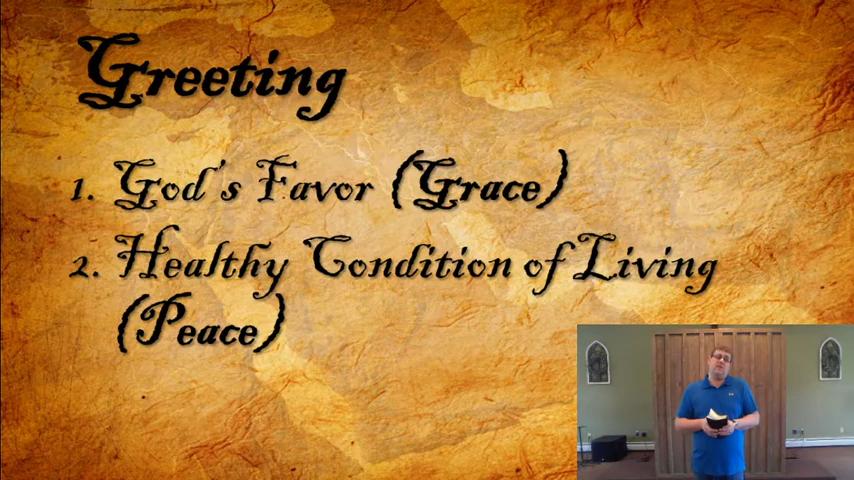 Greeting
1. God's Favor (Grace)
2. Healthy Condition of Living
(Peace)